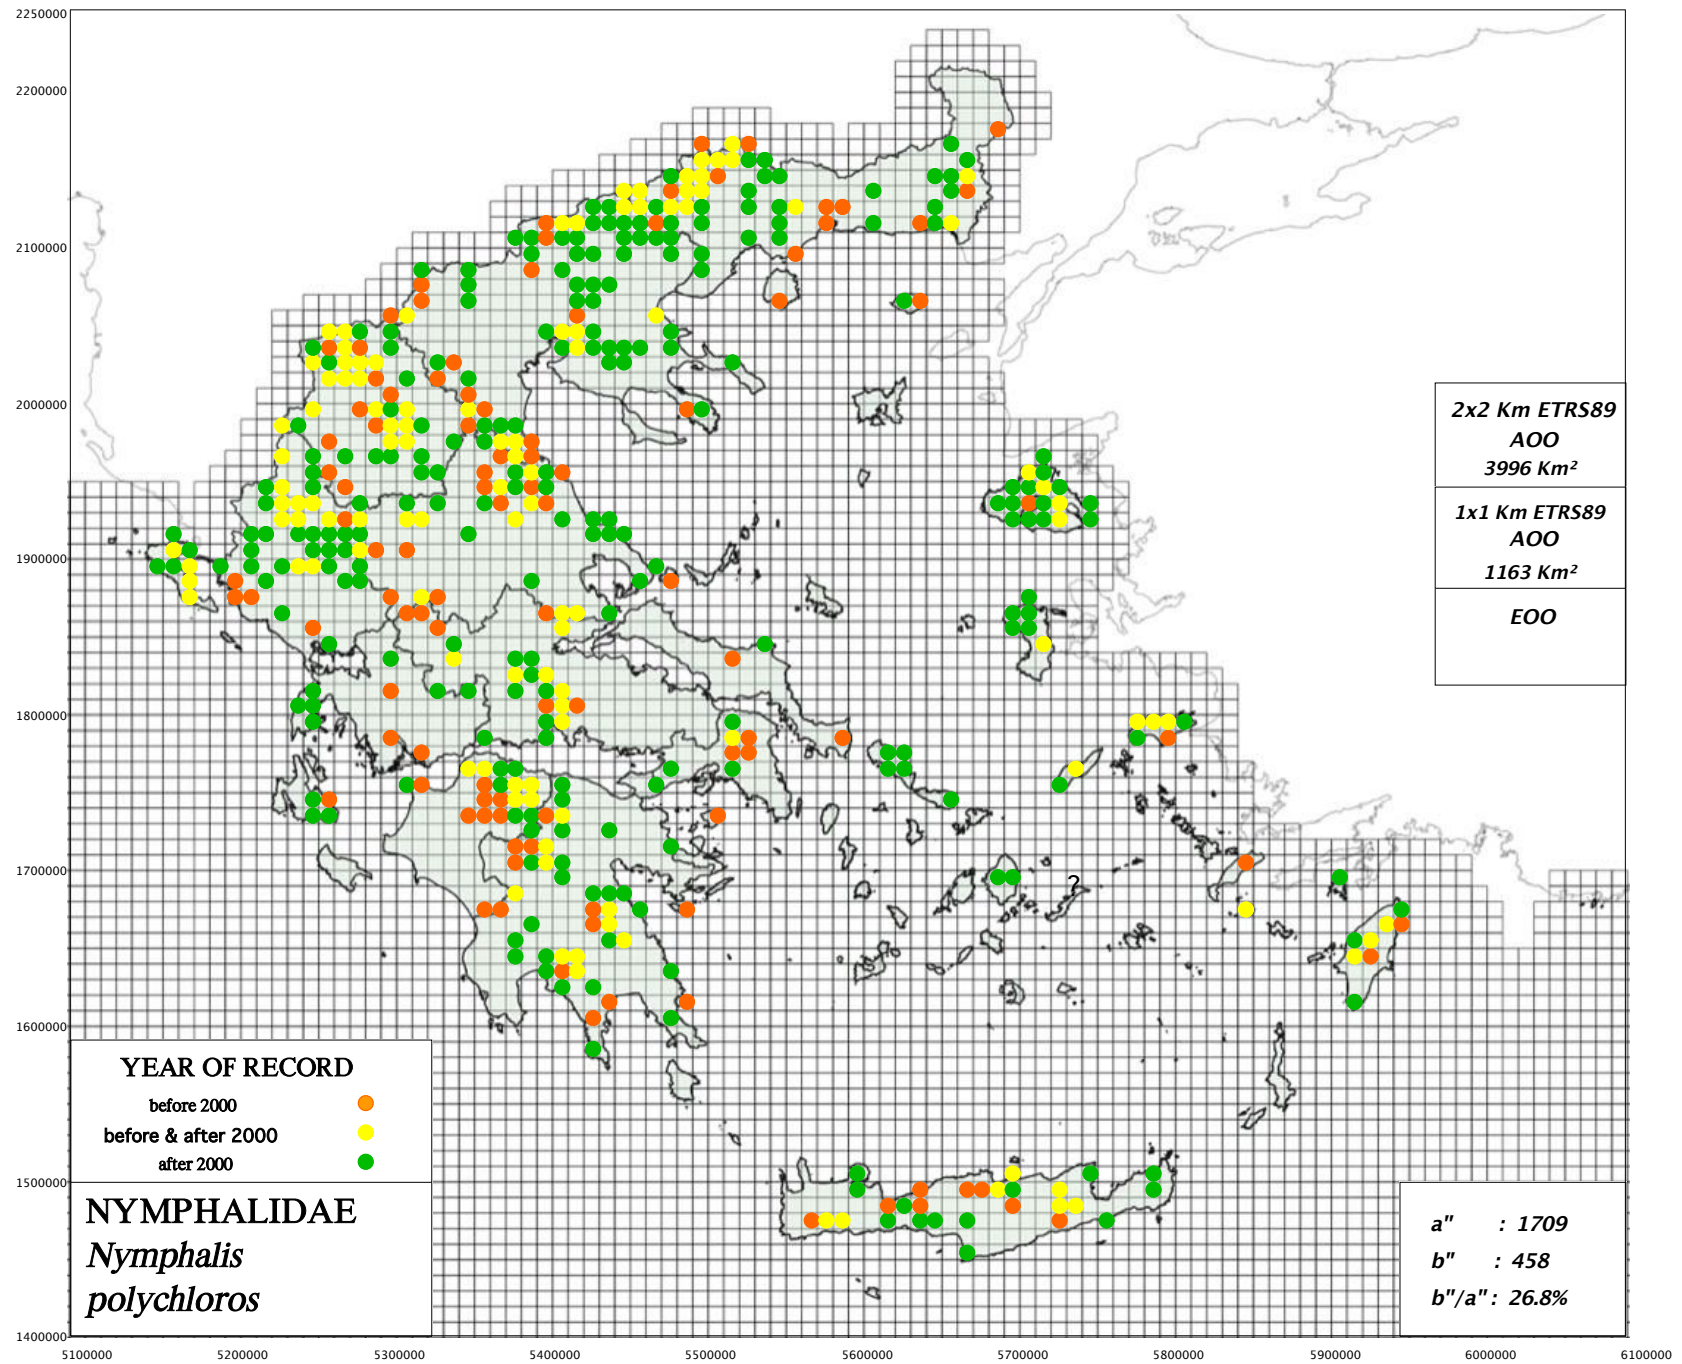 2250000
2200000
2100000
2000000
1900000
1800000
1700000
1600000
1500000
1400000
5100000 5200000 5300000 5400000 5500000 5600000 5700000 5800000 5900000 6000000 6100000
?
2x2 Km ETRS89
AOO
3996 Km²
1x1 Km ETRS89
AOO
1163 Km²
EOO
YEAR OF RECORD
before 2000
before & after 2000
after 2000
NYMPHALIDAE
Nymphalis
polychloros
a" : 1709
b" : 458
b"/a" : 26.8%